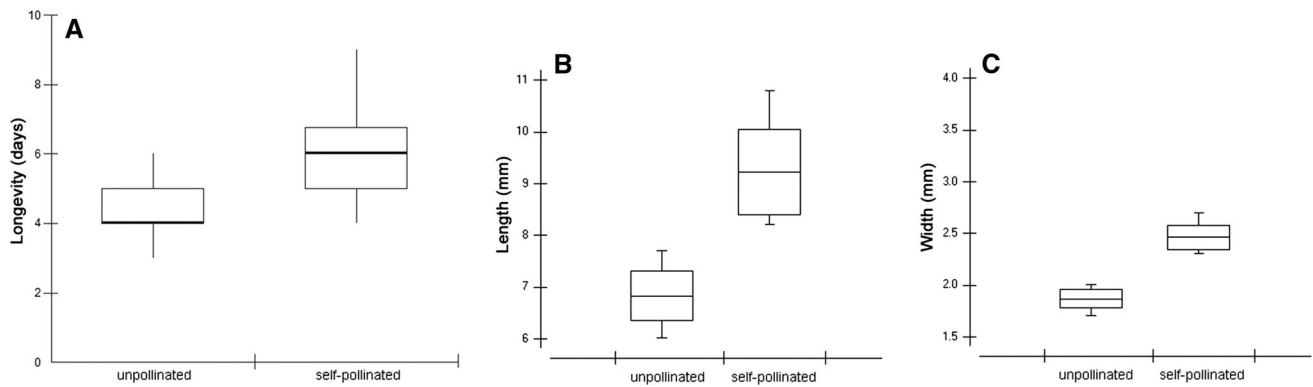 A
10
8
6
4
2
0
Longevity (days)
unpollinated
self-pollinated
B
11
10
9
8
7
6
Length (mm)
unpollinated
self-pollinated
C
4.0
3.5
3.0
2.5
2.0
1.5
Width (mm)
unpollinated
self-pollinated